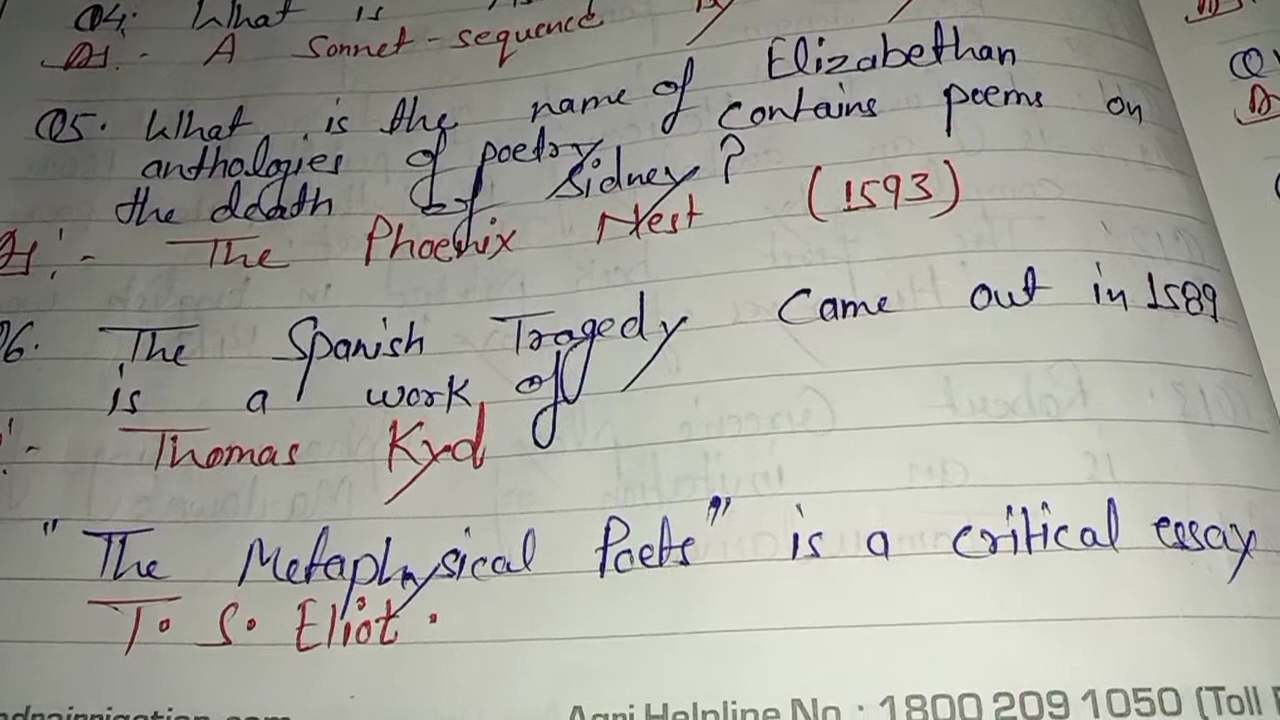 Q4. What is
A:- A Sonnet-sequence
Q5. What is the name of Elizabethan
anthologies of poetry contains poems on
the death of Sidney?
A:- The Phoenix Nest (1593)
Q6. The Spanish Tragedy Came out in 1589
is a work of
:- Thomas Kyd
"The Metaphysical Poets" is a critical essay
T. S. Eliot.
Agri Helpline No : 1800 209 1050 (Toll